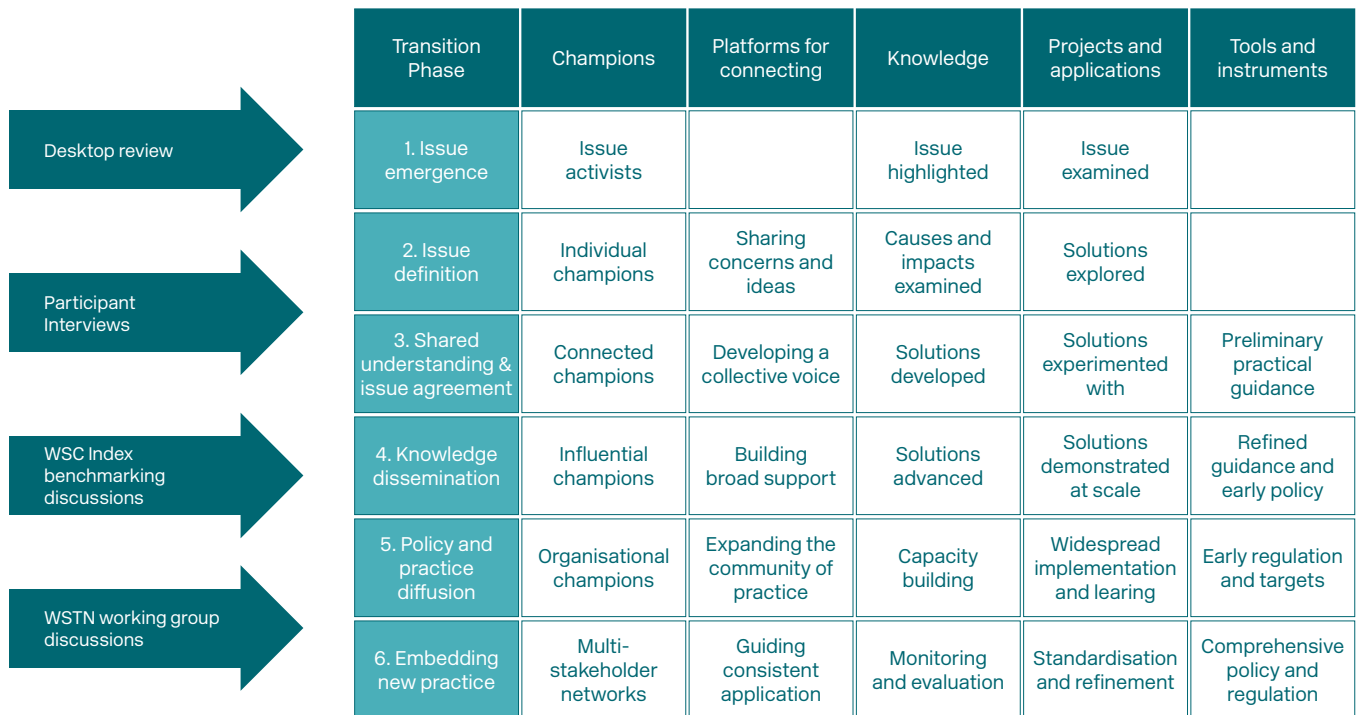 Transition
Phase
Champions
Platforms for
connecting
Knowledge
Projects and
applications
Tools and
instruments
Desktop review
1. Issue
emergence
Issue
activists
Issue
highlighted
Issue
examined
Participant
Interviews
2. Issue
definition
Individual
champions
Sharing
concerns and
ideas
Causes and
impacts
examined
Solutions
explored
3. Shared
understanding &
issue agreement
Connected
champions
Developing a
collective voice
Solutions
developed
Solutions
experimented
with
Preliminary
practical
guidance
WSC Index
benchmarking
discussions
4. Knowledge
dissemination
Influential
champions
Building
broad support
Solutions
advanced
Solutions
demonstrated
at scale
Refined
guidance and
early policy
5. Policy and
practice
diffusion
Organisational
champions
Expanding the
community of
practice
Capacity
building
Widespread
implementation
and learing
Early regulation
and targets
WSTN working group
discussions
6. Embedding
new practice
Multi-
stakeholder
networks
Guiding
consistent
application
Monitoring
and evaluation
Standardisation
and refinement
Comprehensive
policy and
regulation